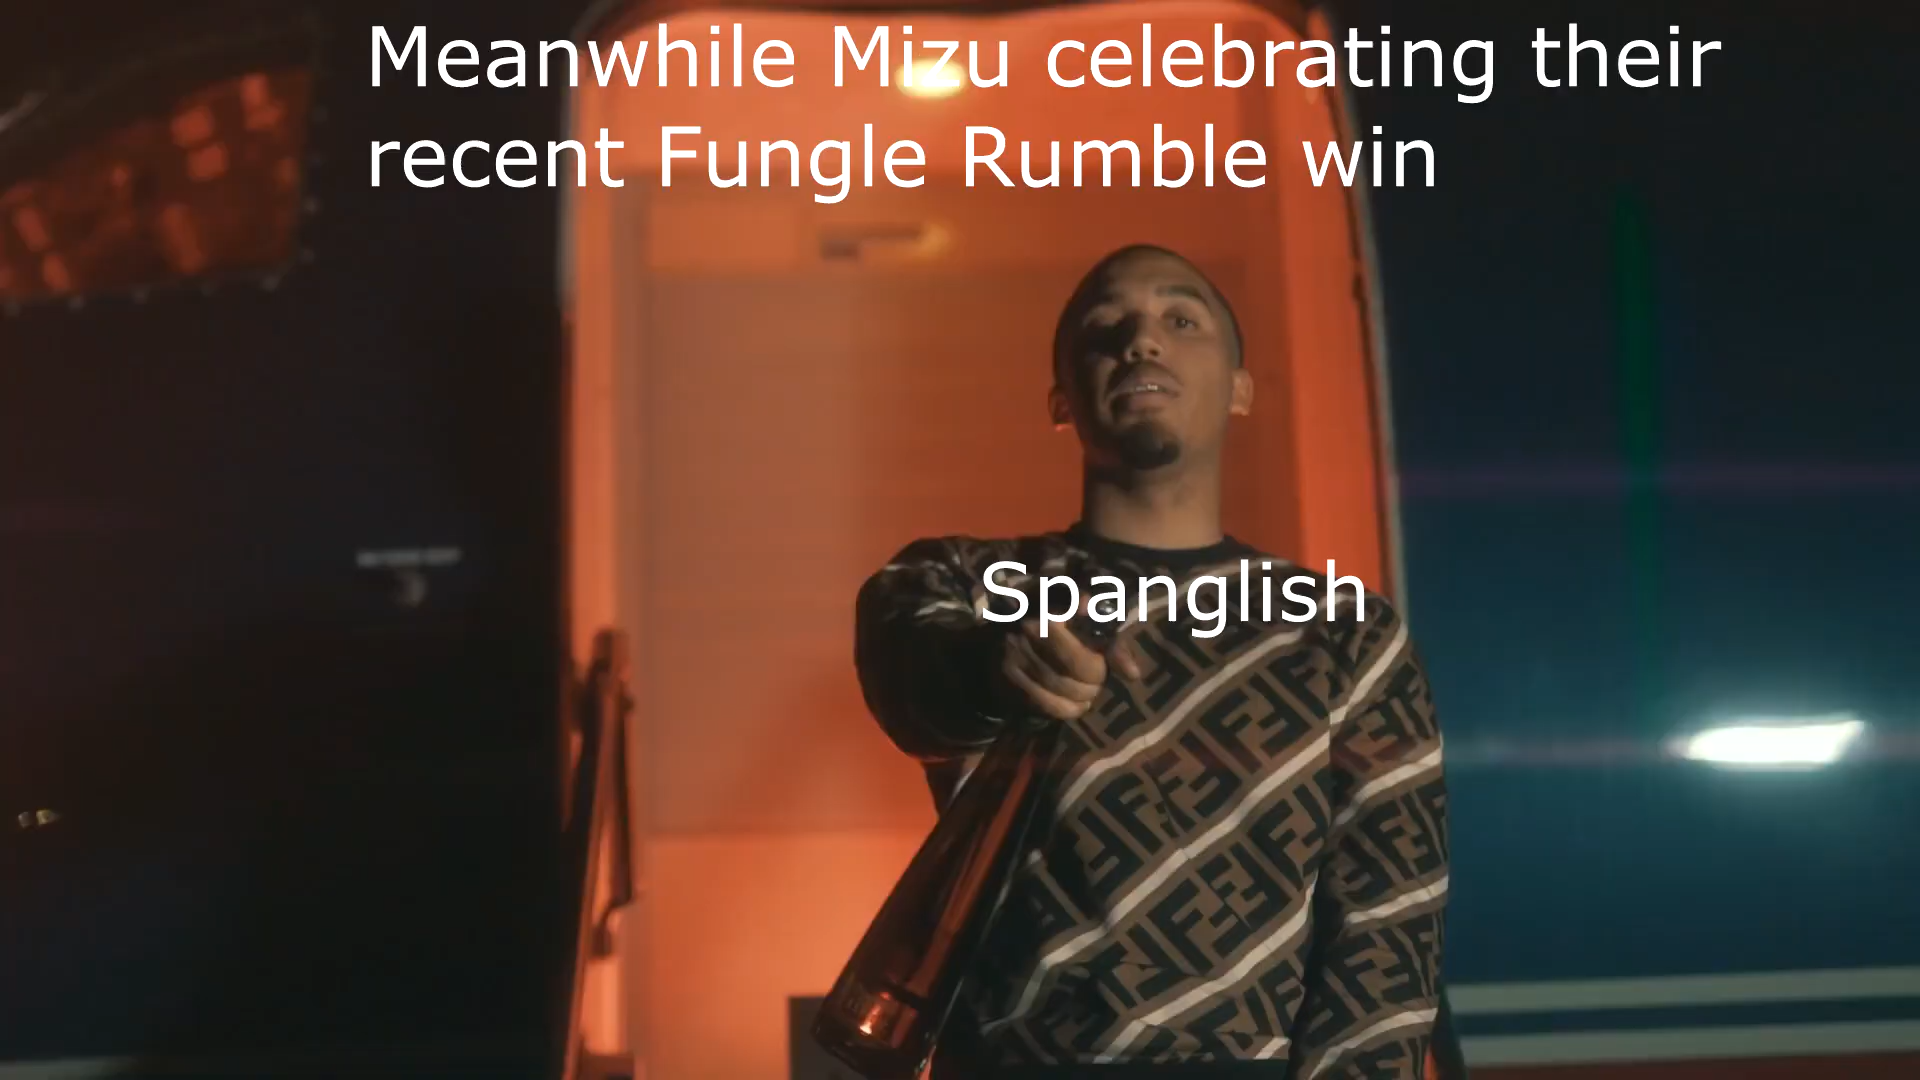 Meanwhile Mizu celebrating their
recent Fungle Rumble win
Spanglish